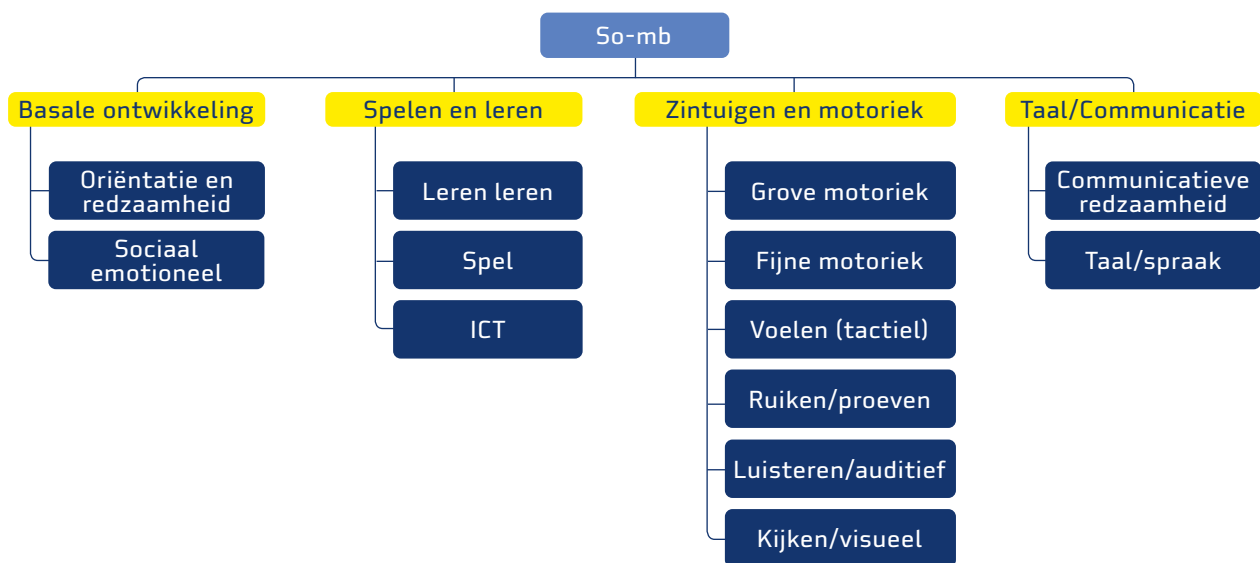 So-mb
Basale ontwikkeling
Oriëntatie en
redzaamheid
Sociaal
emotioneel
Spelen en leren
Leren leren
Spel
ICT
Zintuigen en motoriek
Grove motoriek
Fijne motoriek
Voelen (tactiel)
Ruiken/proeven
Luisteren/auditief
Kijken/visueel
Taal/Communicatie
Communicatieve
redzaamheid
Taal/spraak